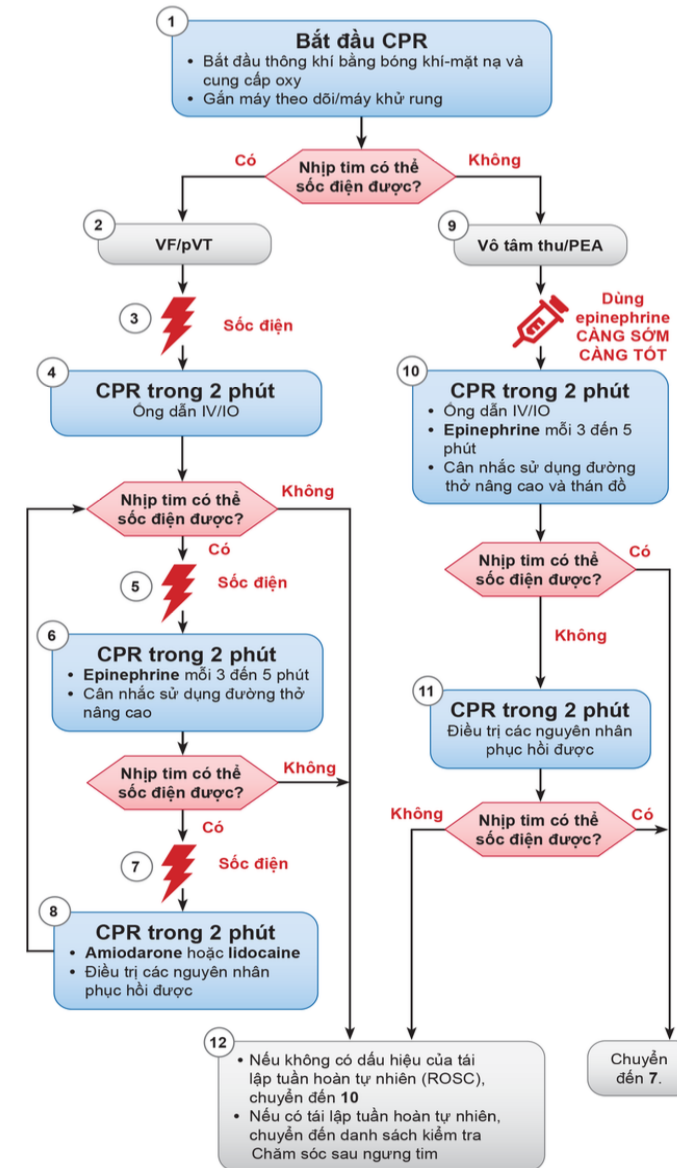 1
Bắt đầu CPR
• Bắt đầu thông khí bằng bóng khí-mặt nạ và
cung cấp oxy
• Gắn máy theo dõi/máy khử rung
Có
Nhịp tim có thể
sốc điện được?
Không
2
VF/pVT
3
Sốc điện
4
CPR trong 2 phút
Ống dẫn IV/IO
Nhịp tim có thể
sốc điện được?
Không
Có
5
Sốc điện
6
CPR trong 2 phút
• Epinephrine mỗi 3 đến 5 phút
• Cân nhắc sử dụng đường thở
nâng cao
Nhịp tim có thể
sốc điện được?
Không
Có
7
Sốc điện
8
CPR trong 2 phút
• Amiodarone hoặc lidocaine
• Điều trị các nguyên nhân
phục hồi được
9
Vô tâm thu/PEA
Dùng
epinephrine
CÀNG SỚM
CÀNG TỐT
10
CPR trong 2 phút
• Ống dẫn IV/IO
• Epinephrine mỗi 3 đến 5
phút
• Cân nhắc sử dụng đường
thở nâng cao và thán đồ
Nhịp tim có thể
sốc điện được?
Có
Không
11
CPR trong 2 phút
Điều trị các nguyên nhân
phục hồi được
Không
Nhịp tim có thể
sốc điện được?
Có
12
• Nếu không có dấu hiệu của tái
lập tuần hoàn tự nhiên (ROSC),
chuyển đến 10
• Nếu có tái lập tuần hoàn tự nhiên,
chuyển đến danh sách kiểm tra
Chăm sóc sau ngưng tim
Chuyển
đến 7.